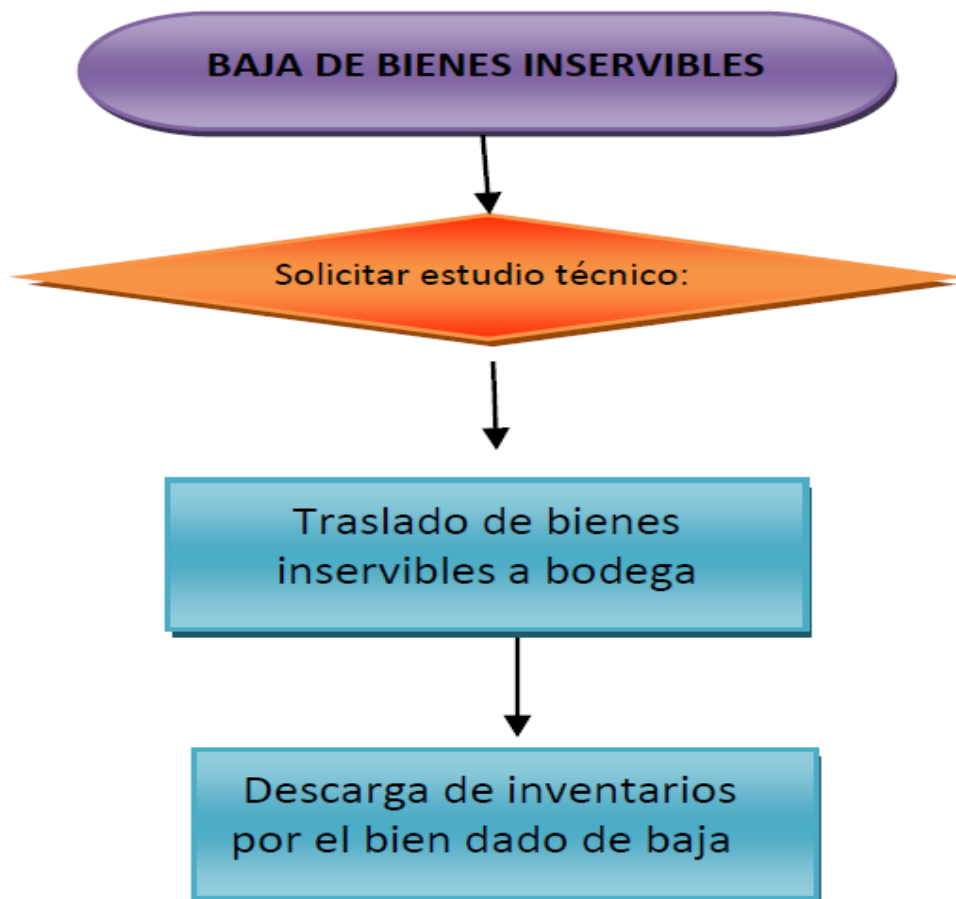 BAJA DE BIENES INSERVIBLES
Solicitar estudio técnico:
Traslado de bienes
inservibles a bodega
Descarga de inventarios
por el bien dado de baja